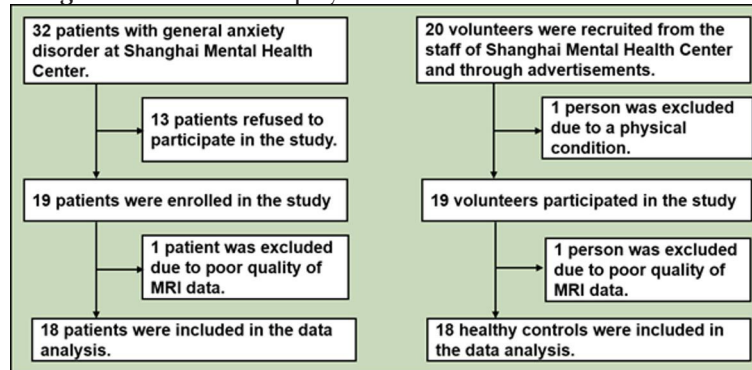 32 patients with general anxiety
disorder at Shanghai Mental Health
Center.
13 patients refused to
participate in the study.
19 patients were enrolled in the study
1 patient was excluded
due to poor quality of
MRI data.
18 patients were included in the data
analysis.
20 volunteers were recruited from the
staff of Shanghai Mental Health Center
and through advertisements.
1 person was excluded
due to a physical
condition.
19 volunteers participated in the study
1 person was excluded
due to poor quality of
MRI data.
18 healthy controls were included in
the data analysis.